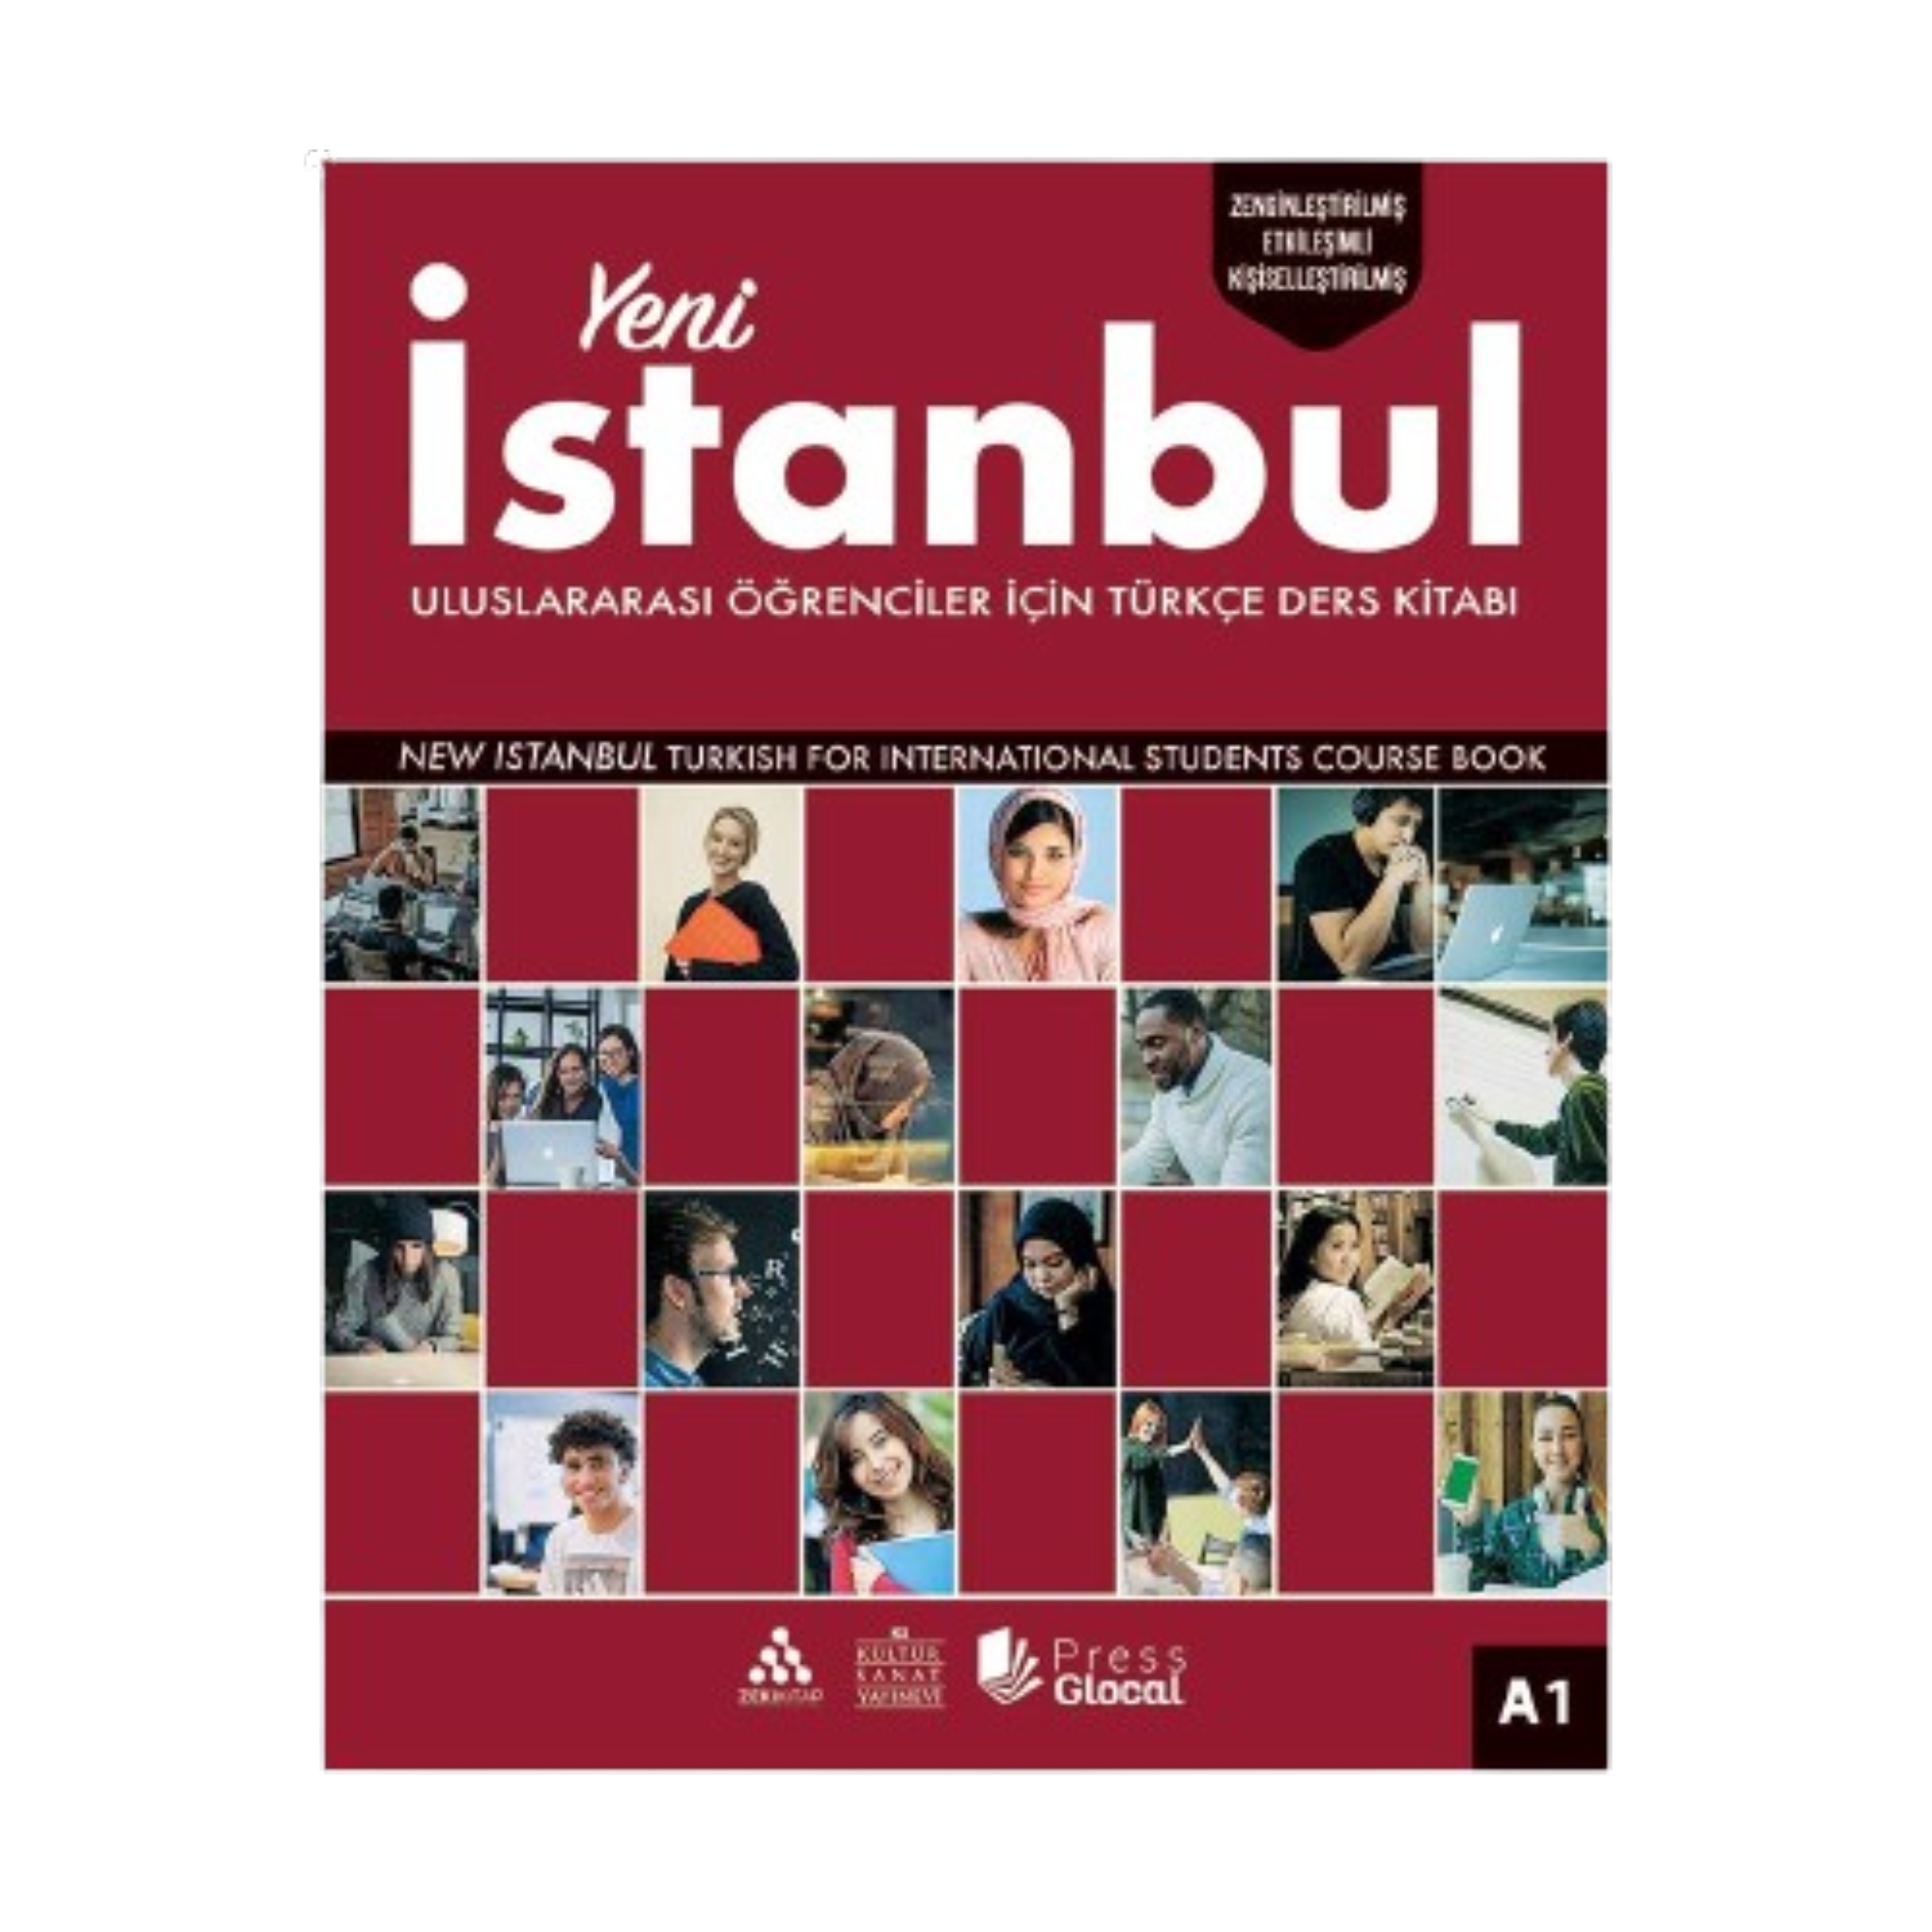 ZENGİNLEŞTİRİLMİŞ
ETKİLEŞİMLİ
KİŞİSELLEŞTİRİLMİŞ
Yeni
istanbul
ULUSLARARASI ÖĞRENCİLER İÇİN TÜRKÇE DERS KİTABI
NEW ISTANBUL TURKISH FOR INTERNATIONAL STUDENTS COURSE BOOK
KÜLTÜR
SANAT
YAYINEVİ
Press
Glocal
A1